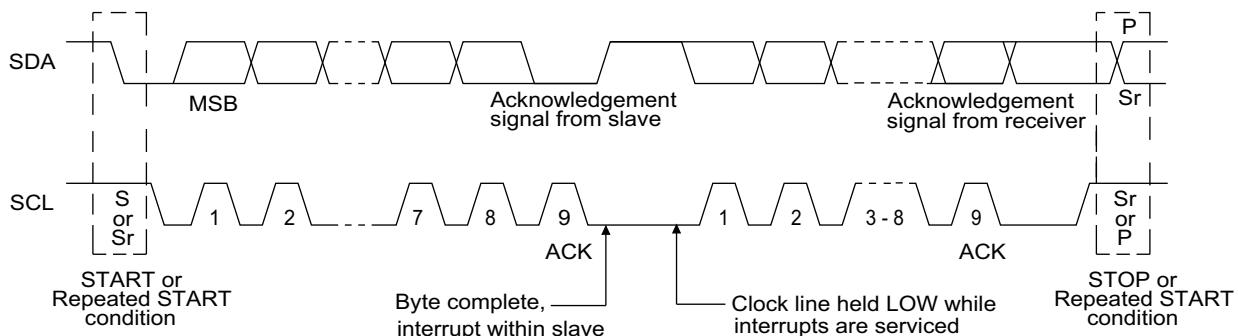 P
SDA
MSB
Acknowledgement
signal from slave
Acknowledgement
signal from receiver
Sr
SCL
S
or
Sr
1
2
7
8
9
1
2
3 - 8
9
Sr
or
P
ACK
ACK
START or
Repeated START
condition
Byte complete,
interrupt within slave
Clock line held LOW while
interrupts are serviced
STOP or
Repeated START
condition